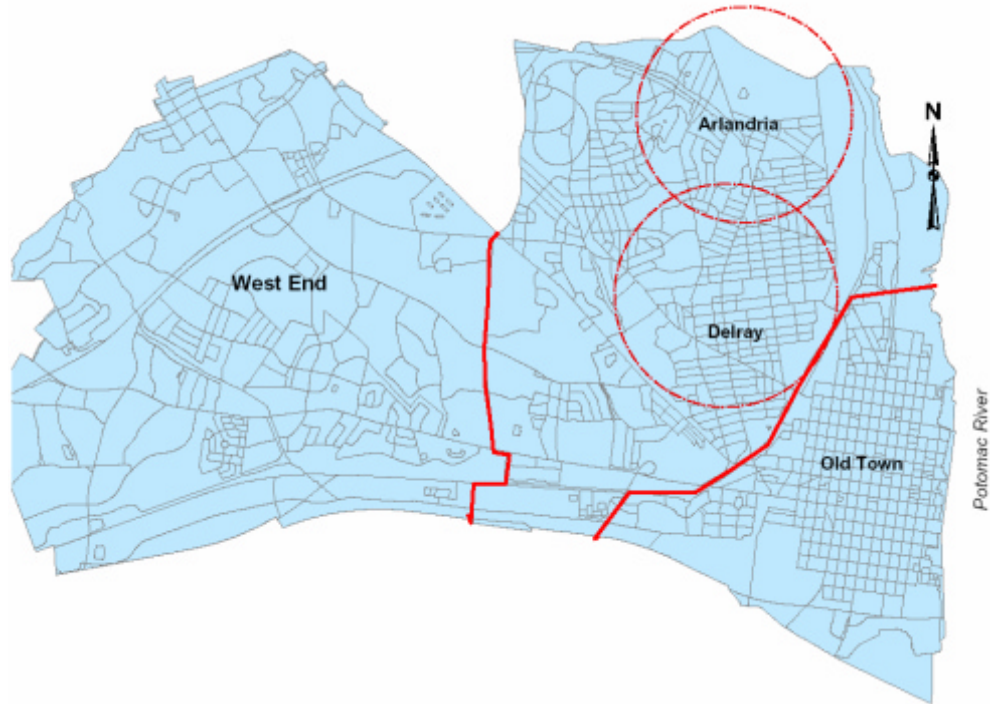 Arlandria
N
West End
Delray
Old Town
Potomac River